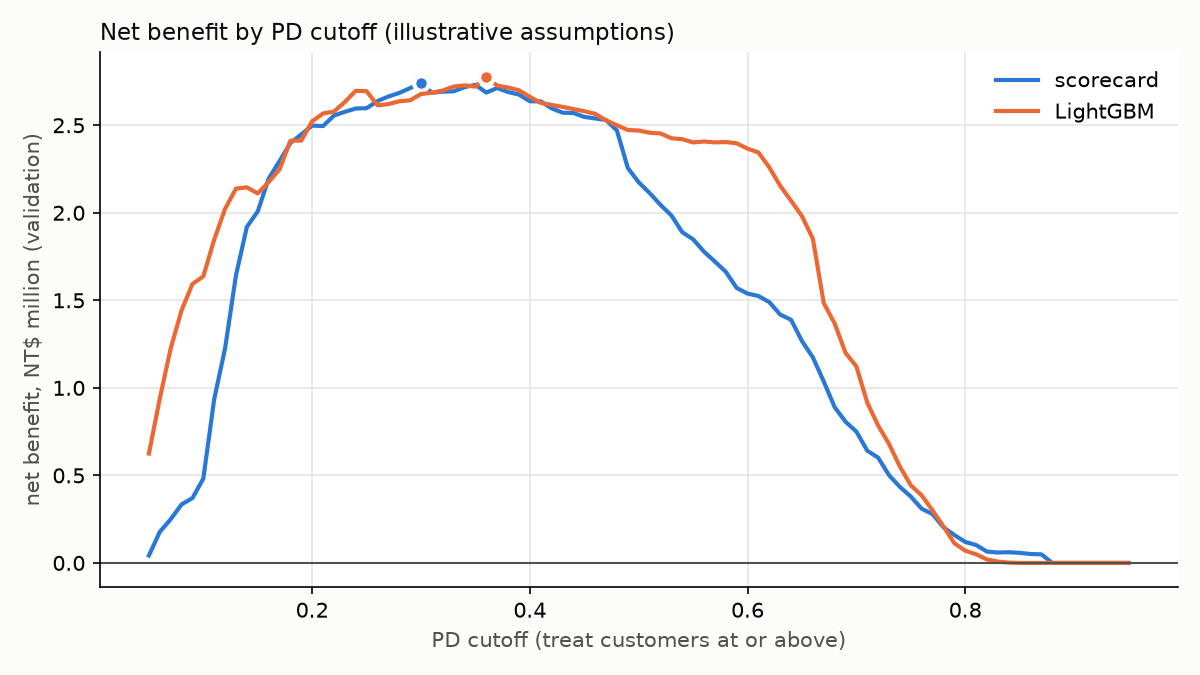 Net benefit by PD cutoff (illustrative assumptions)
scorecard
LightGBM
net benefit, NT$ million (validation)
2.5
2.0
1.5
1.0
0.5
0.0
0.2
0.4
0.6
0.8
PD cutoff (treat customers at or above)